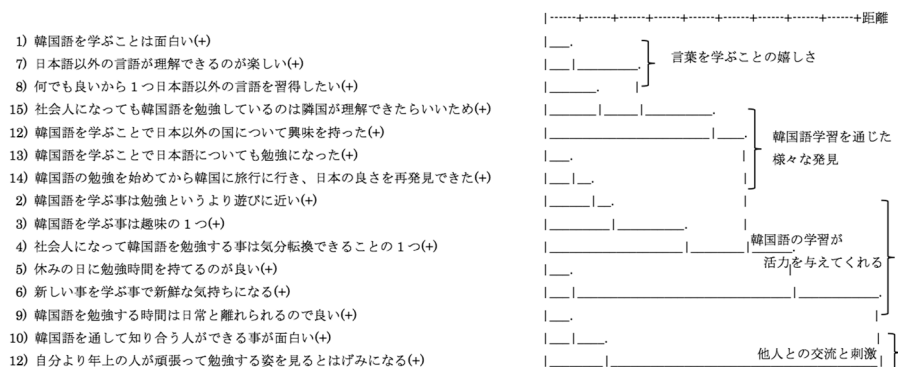 |------+------+------+------+------+------+------+------+------+距離
1) 韓国語を学ぶことは面白い(+)
7) 日本語以外の言語が理解できるのが楽しい(+)
言葉を学ぶことの嬉しさ
8) 何でも良いから1つ日本語以外の言語を習得したい(+)
15) 社会人になっても韓国語を勉強しているのは隣国が理解できたらいいため(+)
12) 韓国語を学ぶことで日本以外の国について興味を持った(+)
韓国語学習を通じた
13) 韓国語を学ぶことで日本語についても勉強になった(+)
様々な発見
14) 韓国語の勉強を始めてから韓国に旅行に行き、日本の良さを再発見できた(+)
2) 韓国語を学ぶ事は勉強というより遊びに近い(+)
3) 韓国語を学ぶ事は趣味の1つ(+)
4) 社会人になって韓国語を勉強する事は気分転換できることの1つ(+)
韓国語の学習が
5) 休みの日に勉強時間を持てるのが良い(+)
活力を与えてくれる
6) 新しい事を学ぶ事で新鮮な気持ちになる(+)
9) 韓国語を勉強する時間は日常と離れられるので良い(+)
10) 韓国語を通して知り合う人ができる事が面白い(+)
他人との交流と刺激
12) 自分より年上の人が頑張って勉強する姿を見るとはげみになる(+)